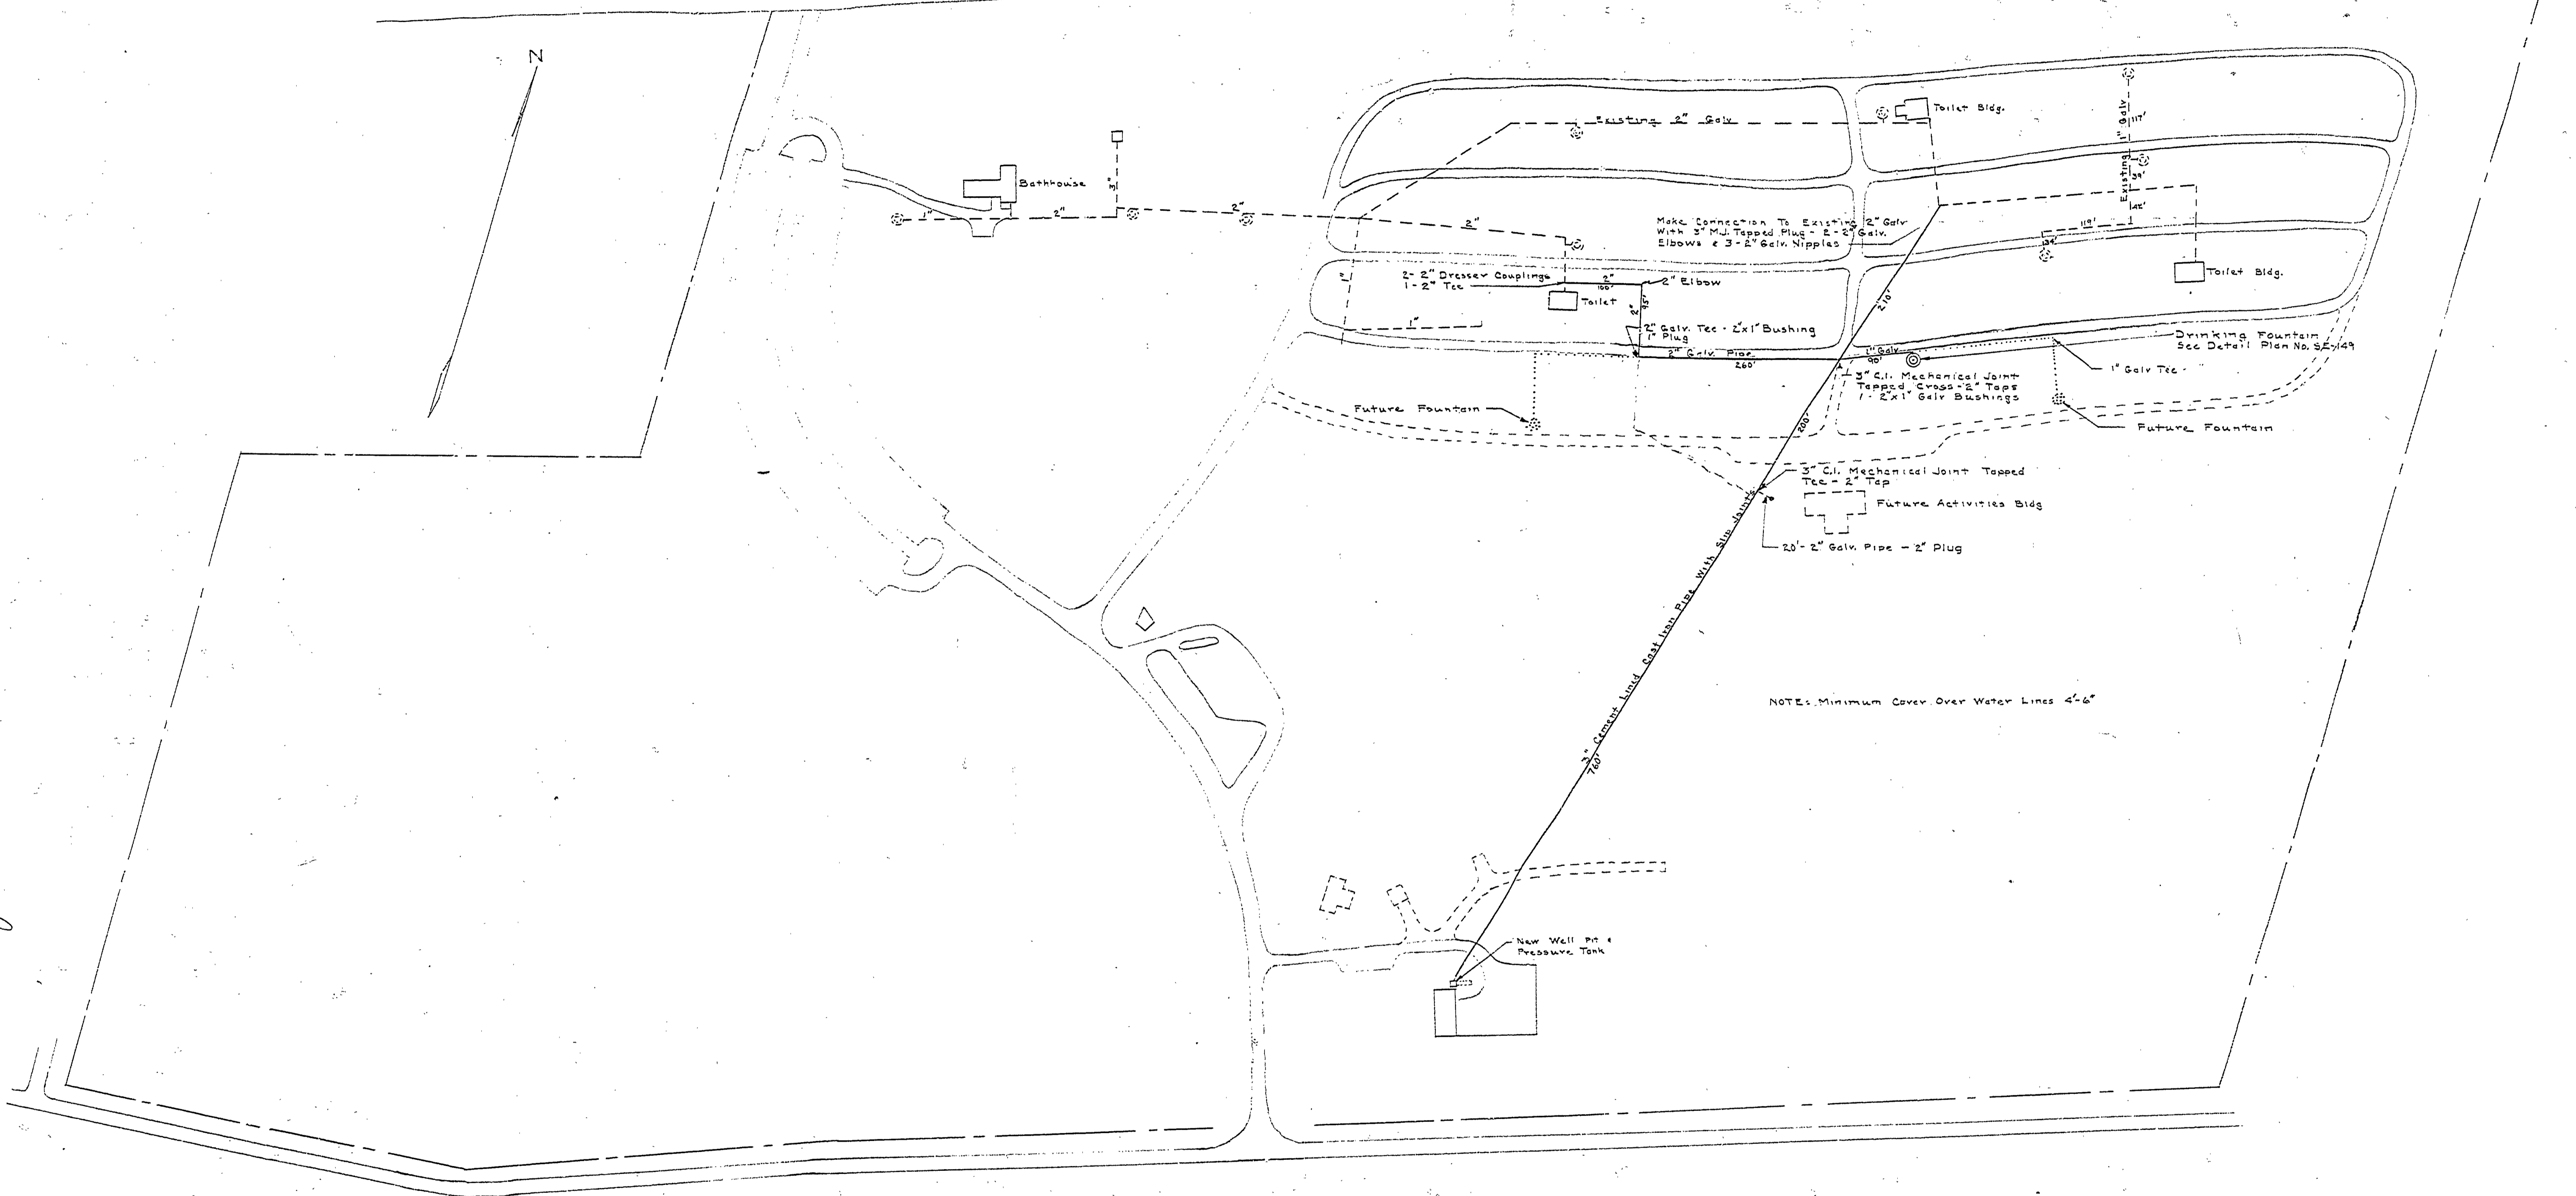 N
Bathhouse
3"
1"
2"
2"
2"
Existing 2" Galv
Toilet Bldg.
Existing 1" Galv
117'
39'
42'
119'
34'
Make Connection To Existing 2" Galv
With 3" M.J. Tapped Plug - 2 - 2" Galv.
Elbows & 3 - 2" Galv. Nipples
Toilet Bldg.
2 - 2" Dresser Couplings
1 - 2" Tee
2"
100'
2" Elbow
Toilet
2"
95'
1"
1"
2" Galv. Tee - 2"x1" Bushing
1" Plug
2" Galv. Pipe
260'
210'
1" Galv
90'
Drinking Fountain
See Detail Plan No. SE-149
1" Galv Tee
3" C.I. Mechanical Joint
Tapped Cross - 2" Taps
1 - 2"x1" Galv Bushings
Future Fountain
Future Fountain
200'
3" C.I. Mechanical Joint Tapped
Tee - 2" Tap
Future Activities Bldg
20' - 2" Galv. Pipe - 2" Plug
3" Cement Lined Cast Iron Pipe With Slip Joints
760'
NOTE: Minimum Cover Over Water Lines 4'-6"
New Well Pit &
Pressure Tank